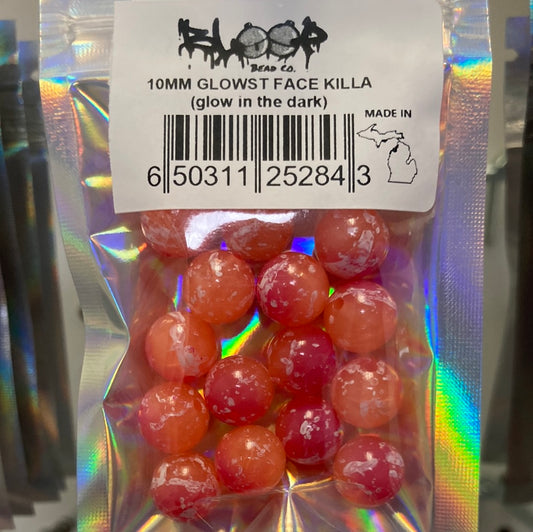 BLOOP
BEAD CO.
10MM GLOWST FACE KILLA
(glow in the dark)
MADE IN
6 50311 25284 3